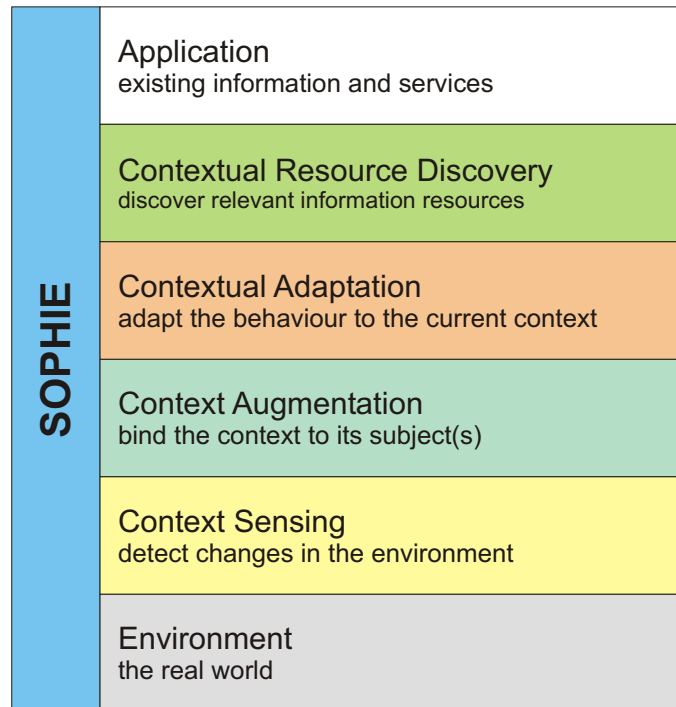 SOPHIE
Application
existing information and services
Contextual Resource Discovery
discover relevant information resources
Contextual Adaptation
adapt the behaviour to the current context
Context Augmentation
bind the context to its subject(s)
Context Sensing
detect changes in the environment
Environment
the real world